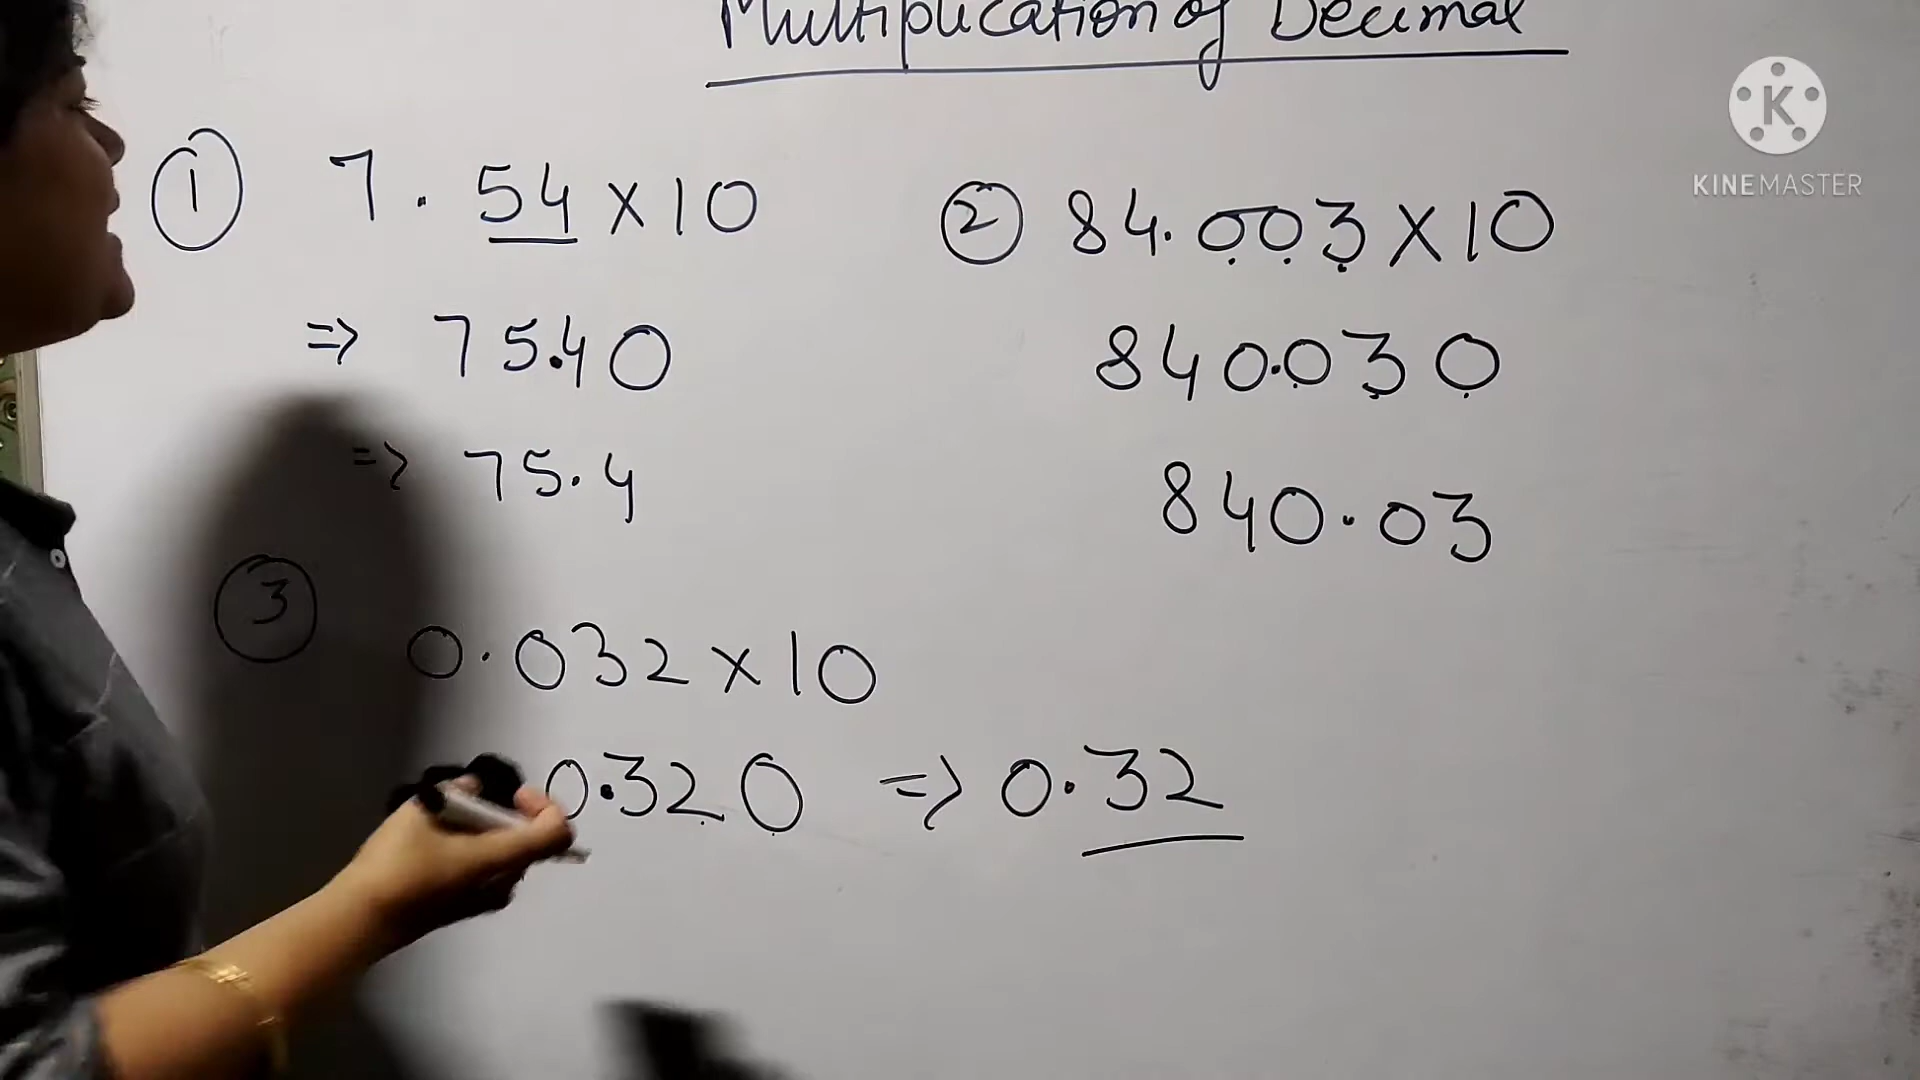 Multiplication of Decimal
KINEMASTER
① 7.54 x 10
=> 75.40
=> 75.4
② 84.003 x 10
840.030
840.03
③ 0.032 x 10
0.320 => 0.32